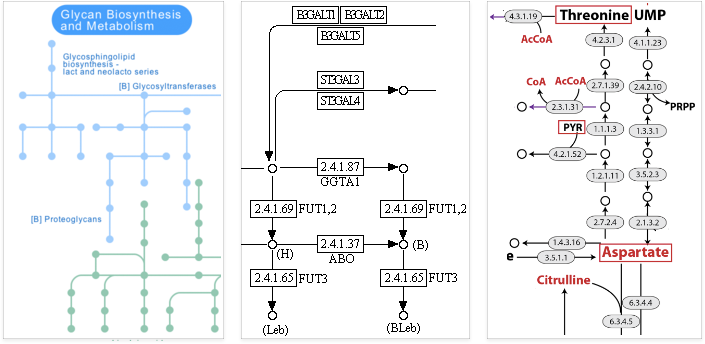 Glycan Biosynthesis
and Metabolism
Glycosphingolipid
biosynthesis -
lact and neolacto series
[B] Glycosyltransferases
[B] Proteoglycans
B3GALT1 B3GALT2
B3GALT5
ST3GAL3
ST3GAL4
2.4.1.87
GGTA1
2.4.1.69 FUT1,2
2.4.1.69 FUT1,2
(H)
2.4.1.37
ABO
(B)
2.4.1.65 FUT3
2.4.1.65 FUT3
(Leb)
(BLeb)
4.3.1.19
Threonine UMP
AcCoA
4.2.3.1
4.1.1.23
CoA
AcCoA
2.7.1.39
2.4.2.10
PRPP
2.3.1.31
PYR
1.1.1.3
1.3.3.1
4.2.1.52
1.2.1.11
3.5.2.3
2.7.2.4
2.1.3.2
1.4.3.16
e
3.5.1.1
Aspartate
Citrulline
6.3.4.4
6.3.4.5